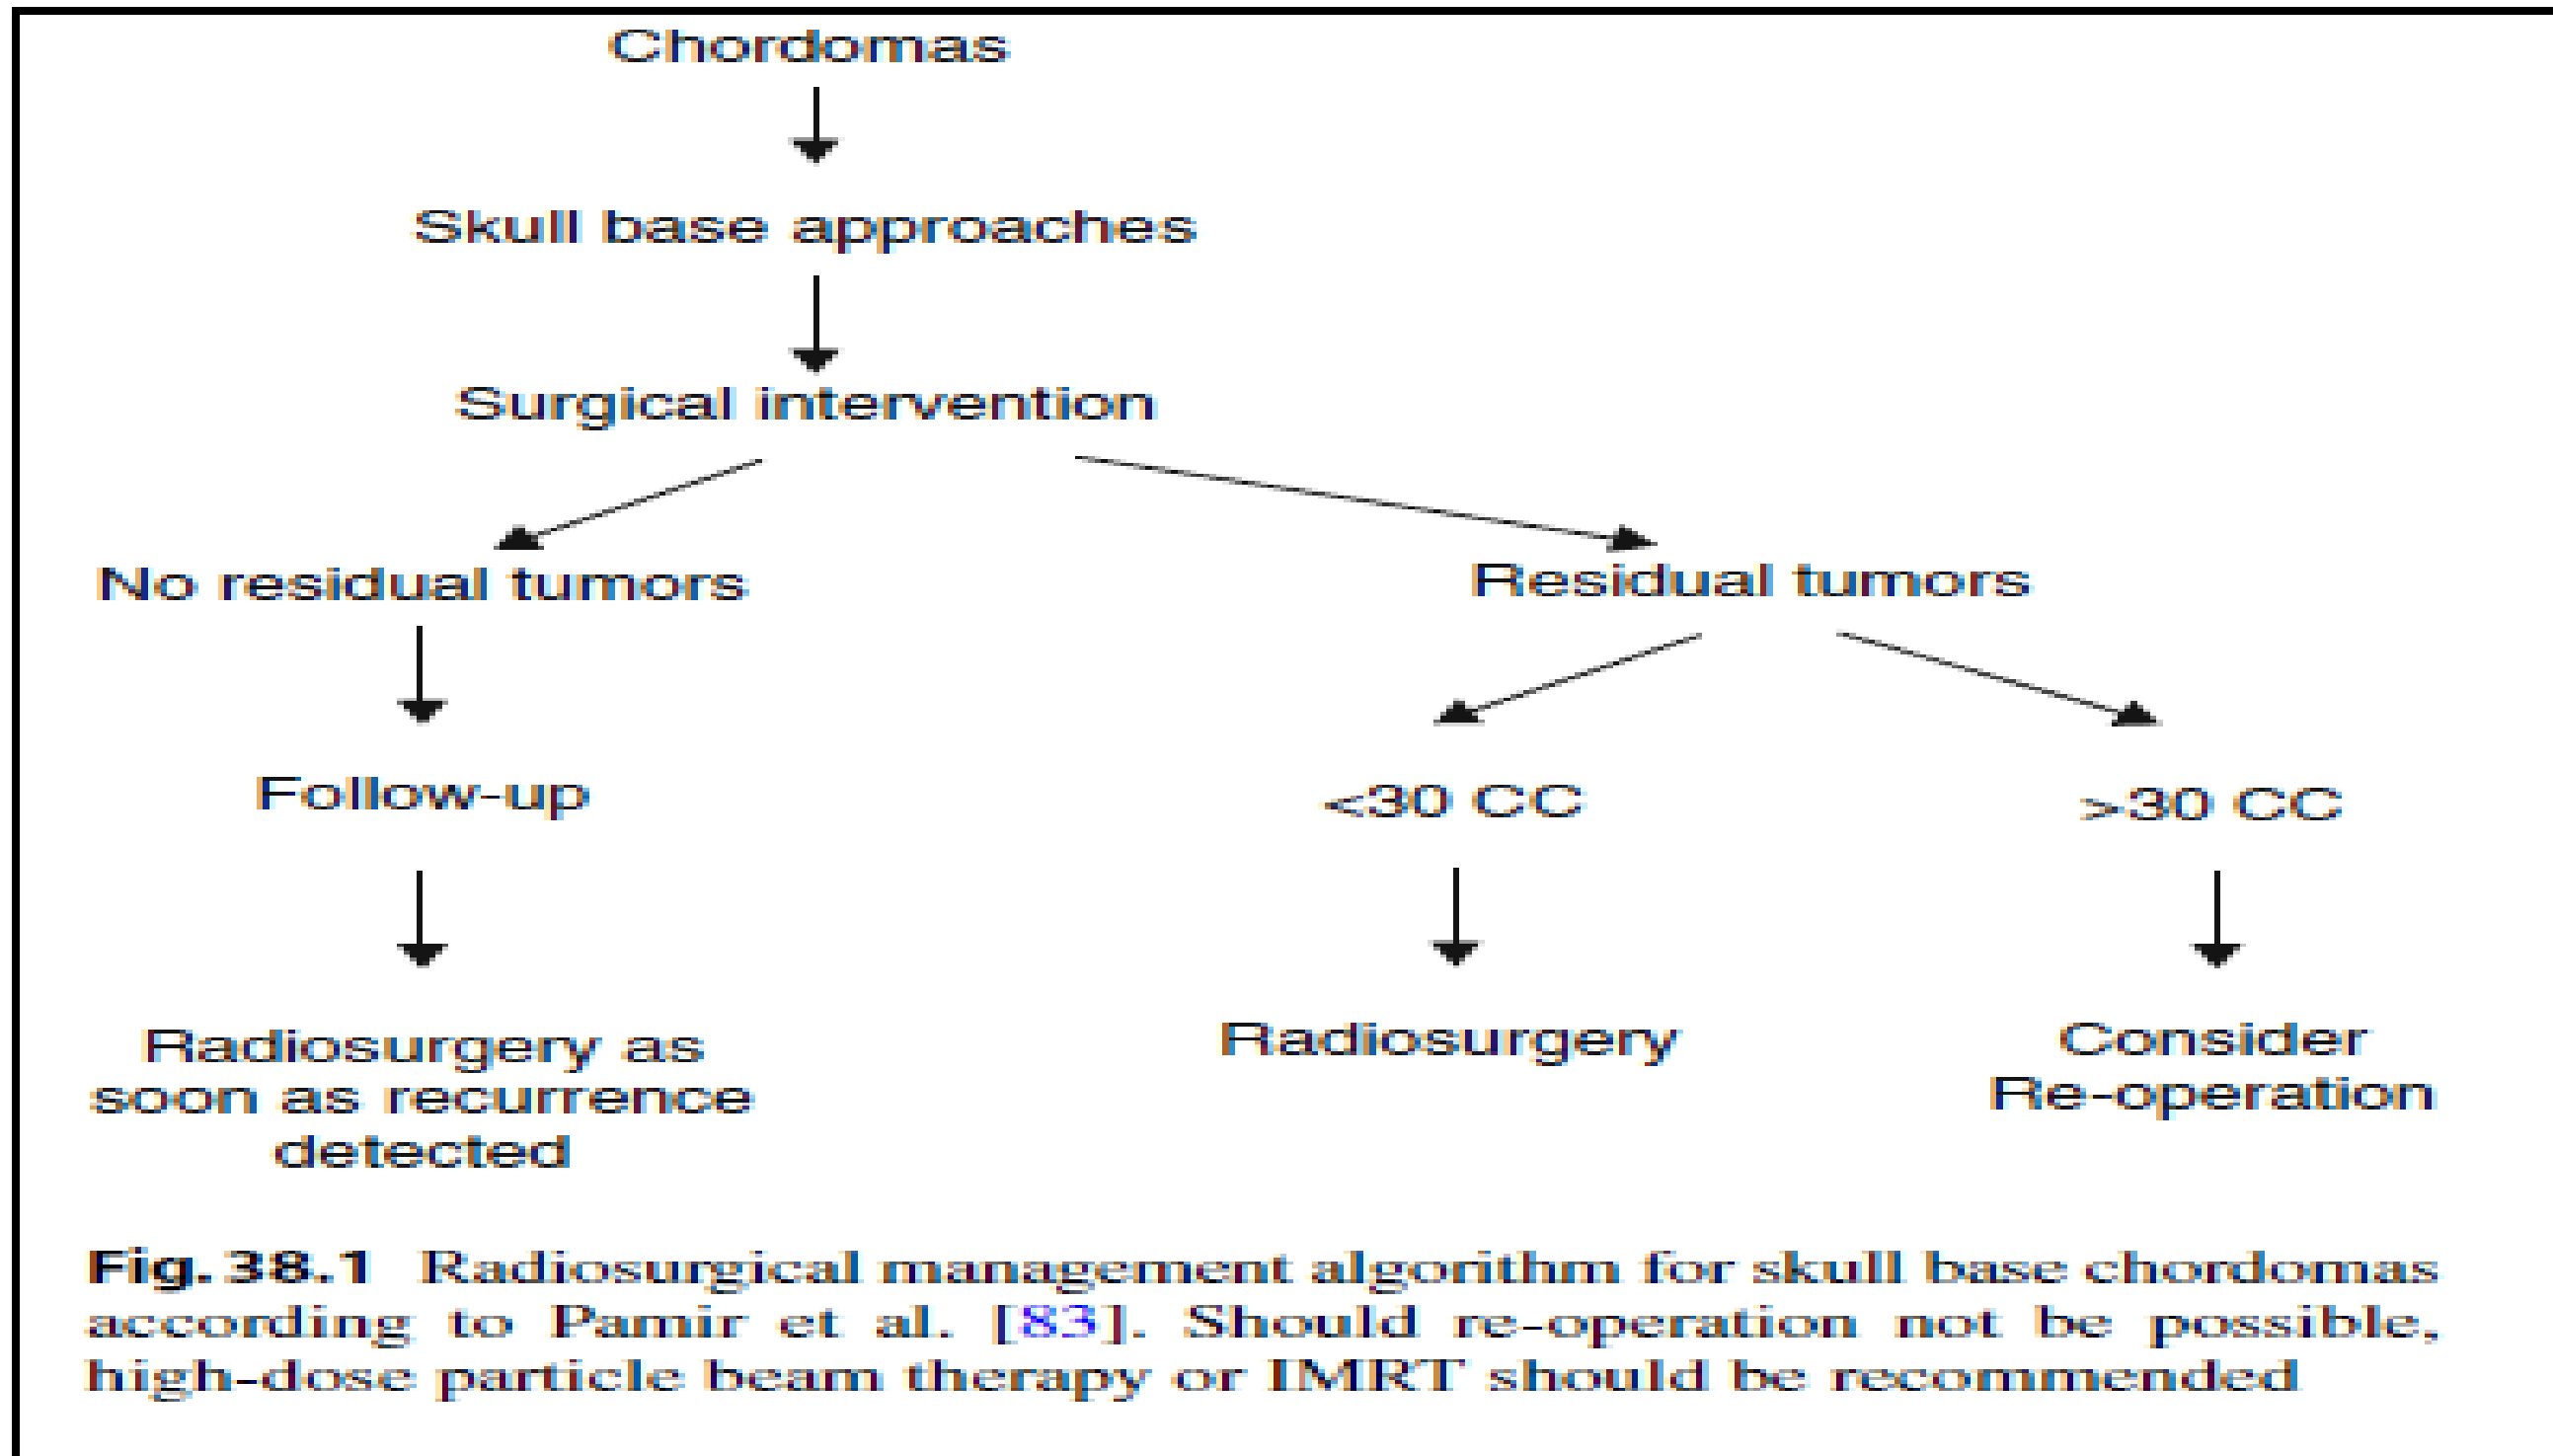 Chordomas
Skull base approaches
Surgical intervention
No residual tumors
Residual tumors
Follow-up
<30 CC
>30 CC
Radiosurgery as
soon as recurrence
detected
Radiosurgery
Consider
Re-operation
Fig. 38.1 Radiosurgical management algorithm for skull base chordomas
according to Pamir et al. [83]. Should re-operation not be possible,
high-dose particle beam therapy or IMRT should be recommended